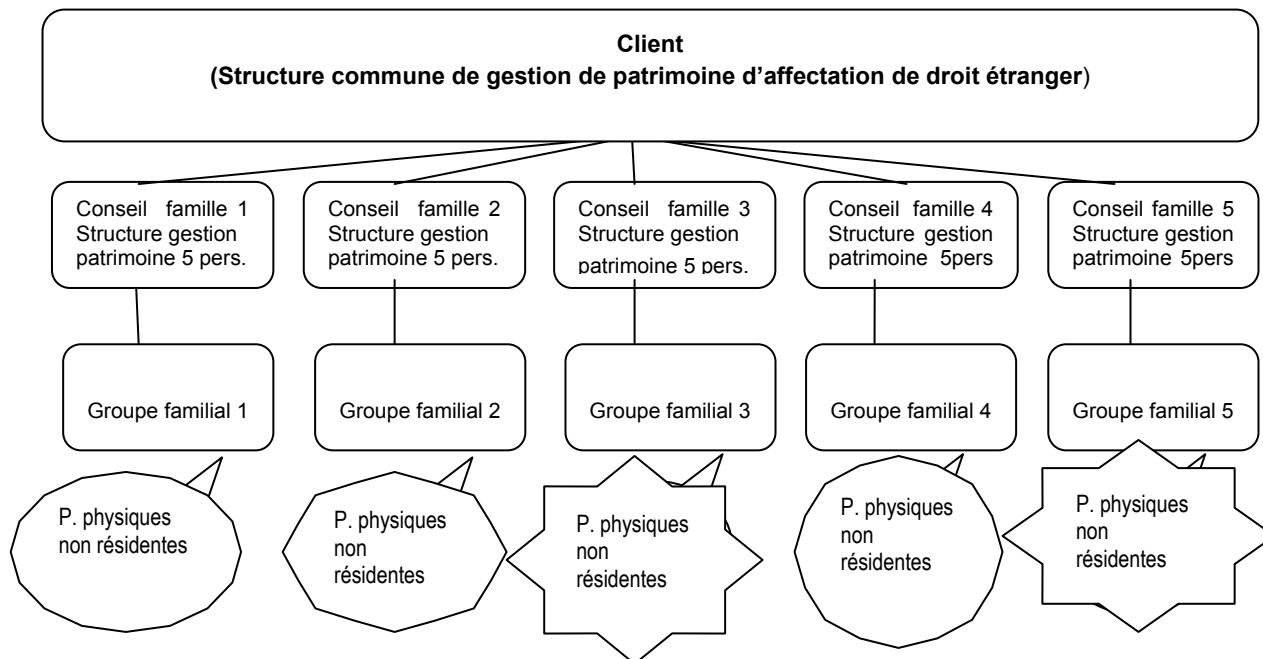 Client
(Structure commune de gestion de patrimoine d’affectation de droit étranger)
Conseil famille 1
Structure gestion
patrimoine 5 pers.
Conseil famille 2
Structure gestion
patrimoine 5 pers.
Conseil famille 3
Structure gestion
patrimoine 5 pers.
Conseil famille 4
Structure gestion
patrimoine 5pers
Conseil famille 5
Structure gestion
patrimoine 5pers
Groupe familial 1
Groupe familial 2
Groupe familial 3
Groupe familial 4
Groupe familial 5
P. physiques
non résidentes
P. physiques
non
résidentes
P. physiques
non
résidentes
P. physiques
non
résidentes
P. physiques
non
résidentes